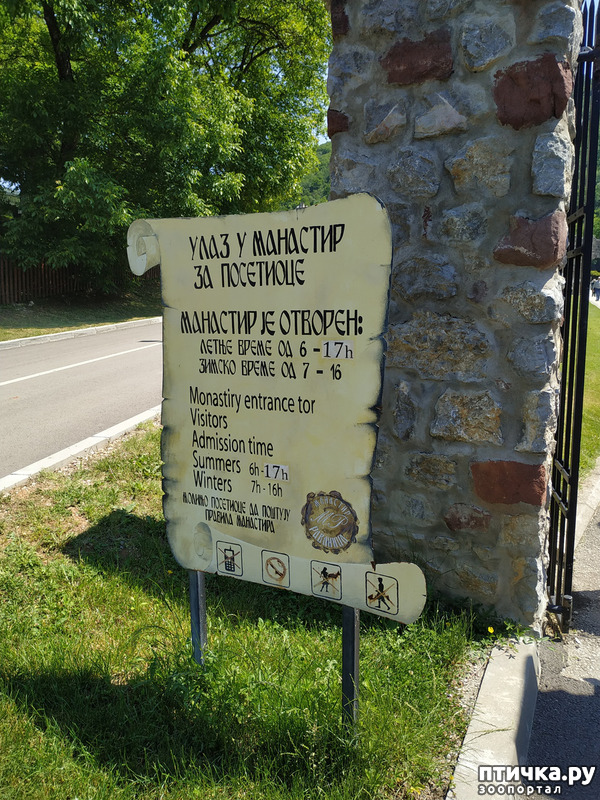 УЛАЗ У МАНАСТИР
ЗА ПОСЕТИОЦЕ
МАНАСТИР ЈЕ ОТВОРЕН:
ЛЕТЊЕ ВРЕМЕ ОД 6 - 17h
ЗИМСКО ВРЕМЕ ОД 7 - 16
Monastiry entrance tor
Visitors
Admission time
Summers 6h-17h
Winters 7h - 16h
МОЛИМО ПОСЕТИОЦЕ ДА ПОШТУЈУ
ПРАВИЛА МАНАСТИРА
птичка.ру
зоопортал